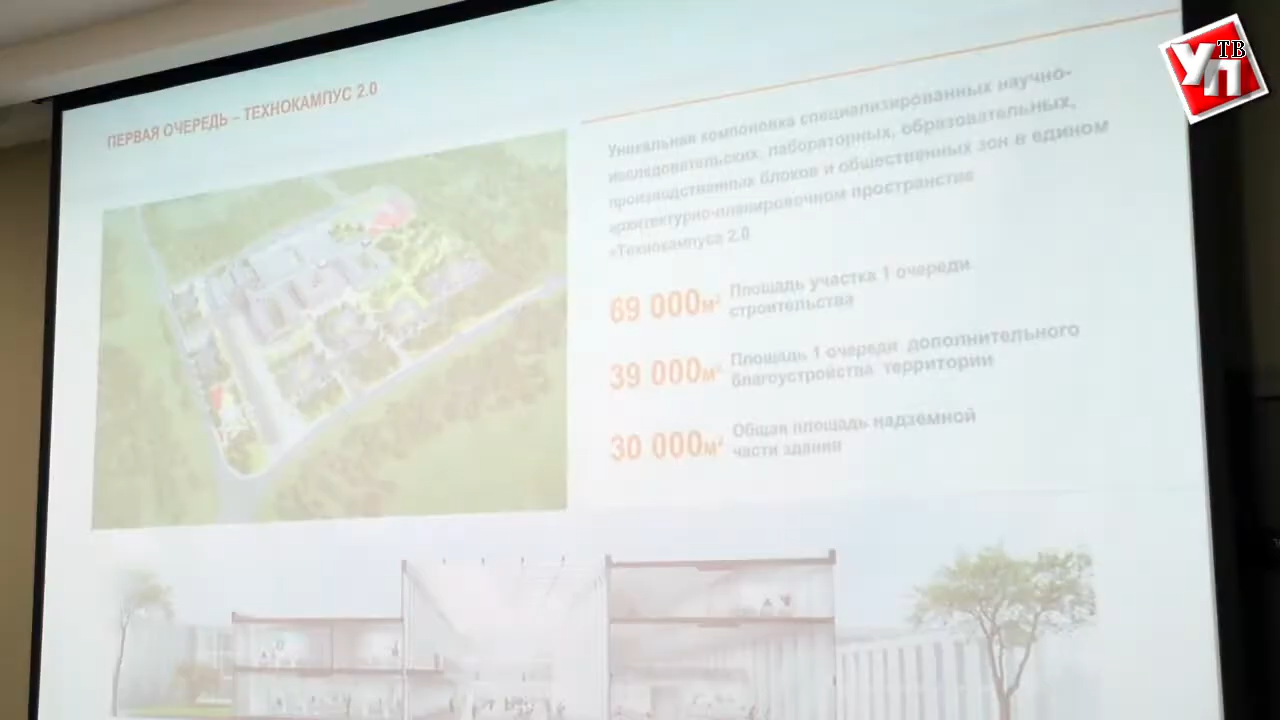 ПЕРВАЯ ОЧЕРЕДЬ – ТЕХНОКАМПУС 2.0
Уникальная компоновка специализированных научно-
исследовательских, лабораторных, образовательных,
производственных блоков и общественных зон в едином
архитектурно-планировочном пространстве
«Технокампуса 2.0
69 000м² Площадь участка 1 очереди
строительства
39 000м² Площадь 1 очереди дополнительного
благоустройства территории
30 000м² Общая площадь надземной
части здания
УП ТВ